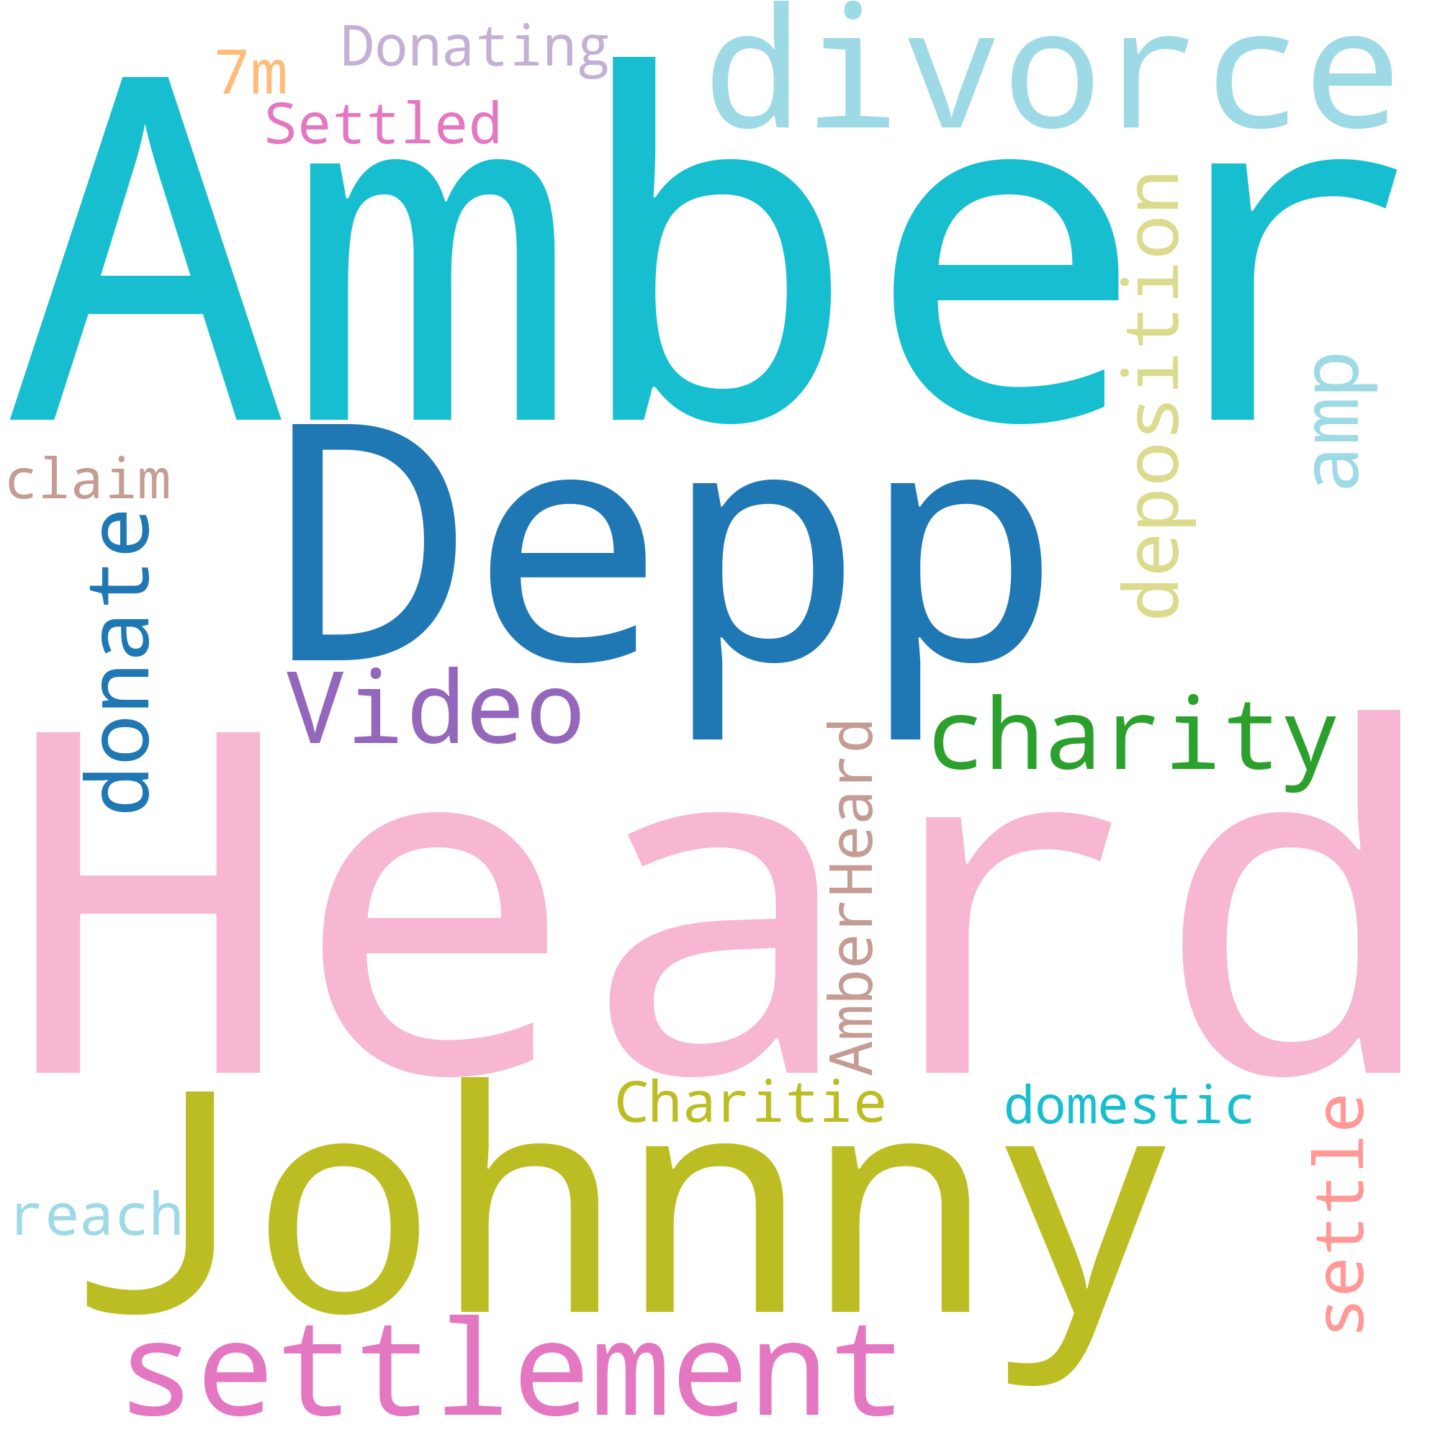 Donating
divorce
7m
Settled
Amber
deposition
amp
Depp
claim
donate
Video
charity
Heard
AmberHeard
Johnny
Charitie
domestic
reach
settle
settlement